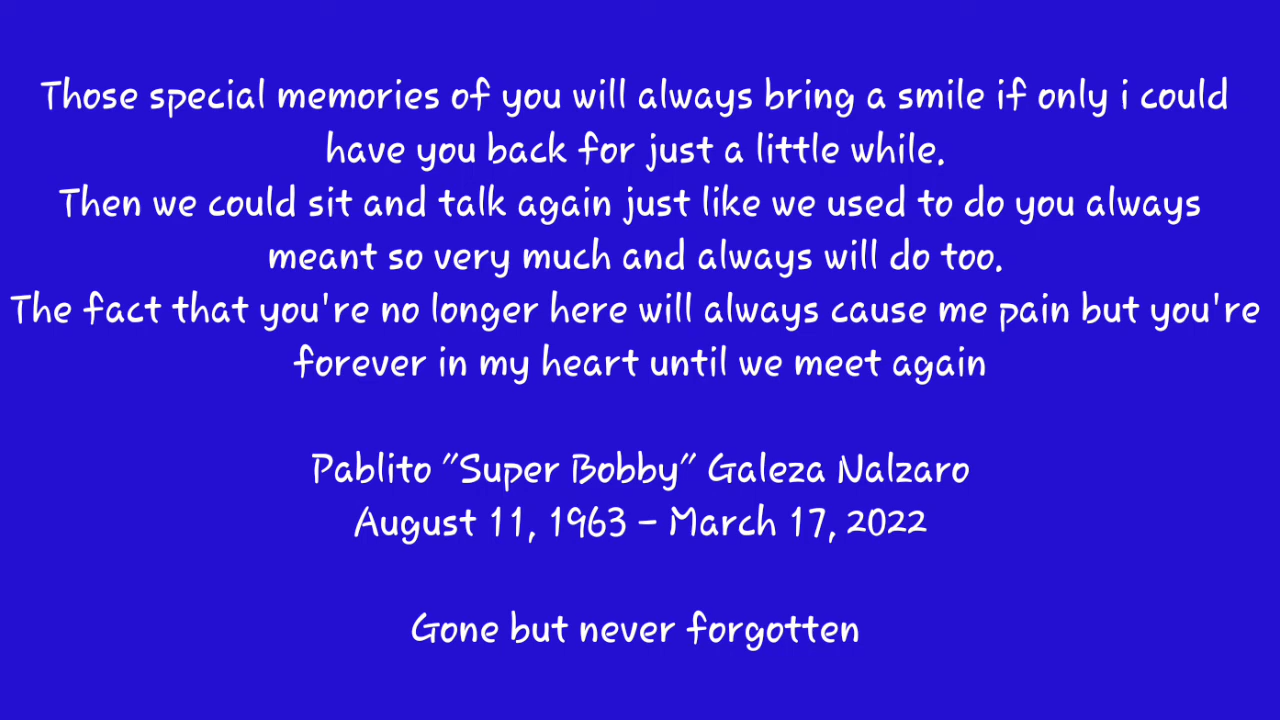 Those special memories of you will always bring a smile if only i could
have you back for just a little while.
Then we could sit and talk again just like we used to do you always
meant so very much and always will do too.
The fact that you're no longer here will always cause me pain but you're
forever in my heart until we meet again
Pablito "Super Bobby" Galeza Nalzaro
August 11, 1963 - March 17, 2022
Gone but never forgotten